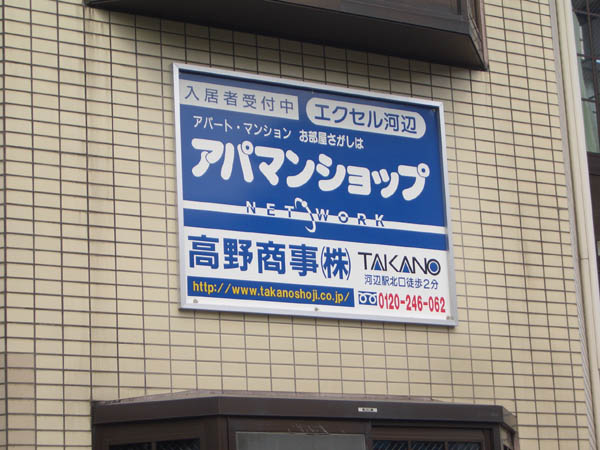 入居者受付中 エクセル河辺
アパート・マンション お部屋さがしは
アパマンショップ
NETWORK
高野商事(株) TAKANO
河辺駅北口徒歩2分
http://www.takanoshoji.co.jp/ 0120-246-062